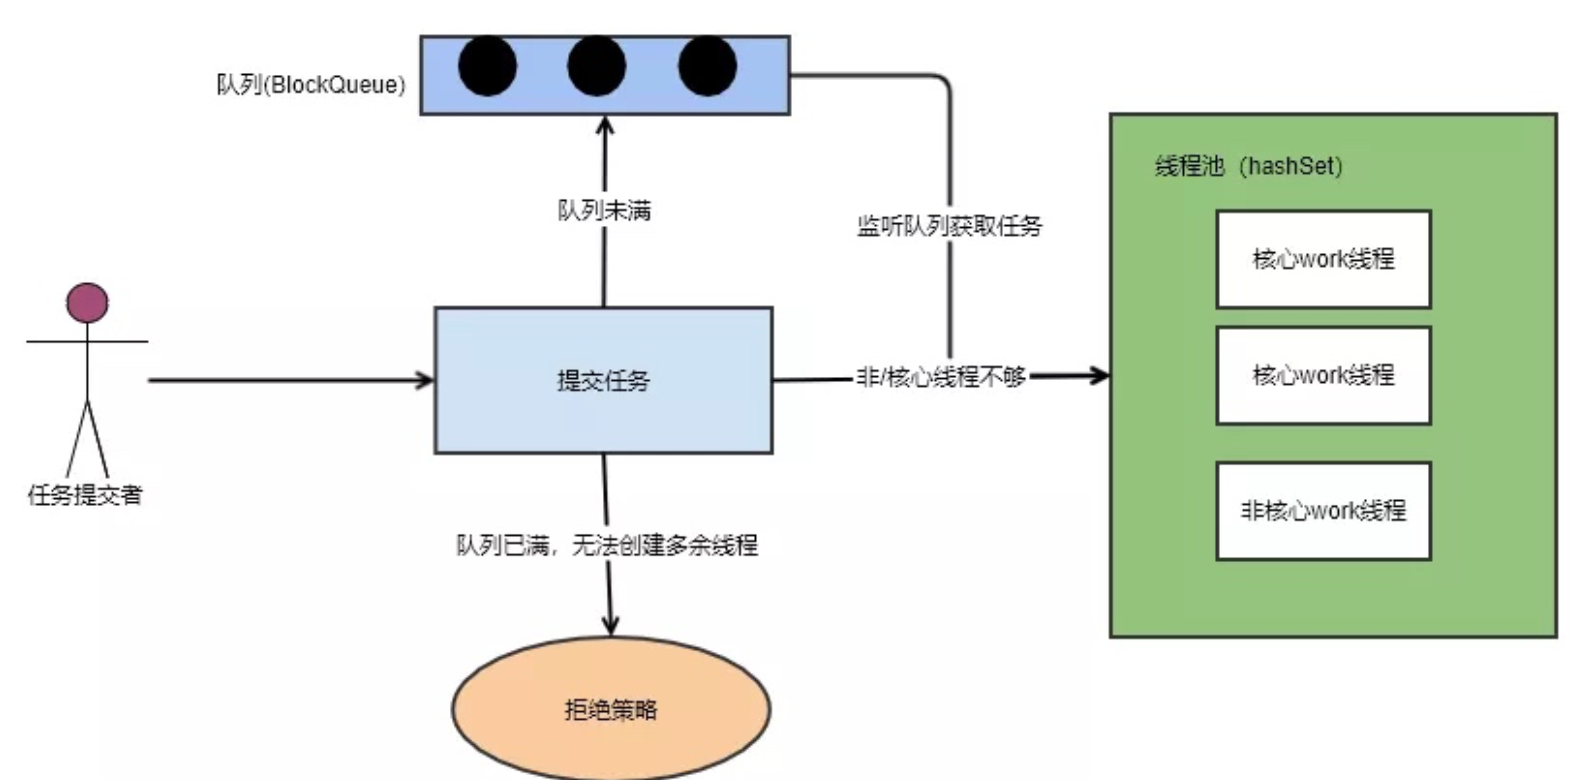 队列(BlockQueue)
线程池（hashSet）
队列未满
监听队列获取任务
核心work线程
提交任务
非/核心线程不够
核心work线程
任务提交者
非核心work线程
队列已满，无法创建多余线程
拒绝策略